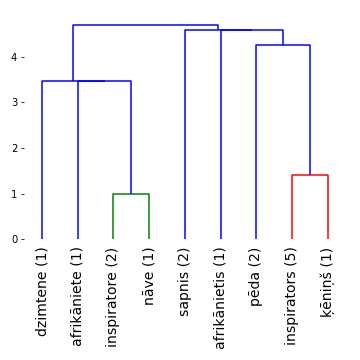 4
3
2
1
0
dzimtene (1)
afrikāniete (1)
inspiratore (2)
nāve (1)
sapnis (2)
afrikānietis (1)
pēda (2)
inspirators (5)
ķēniņš (1)